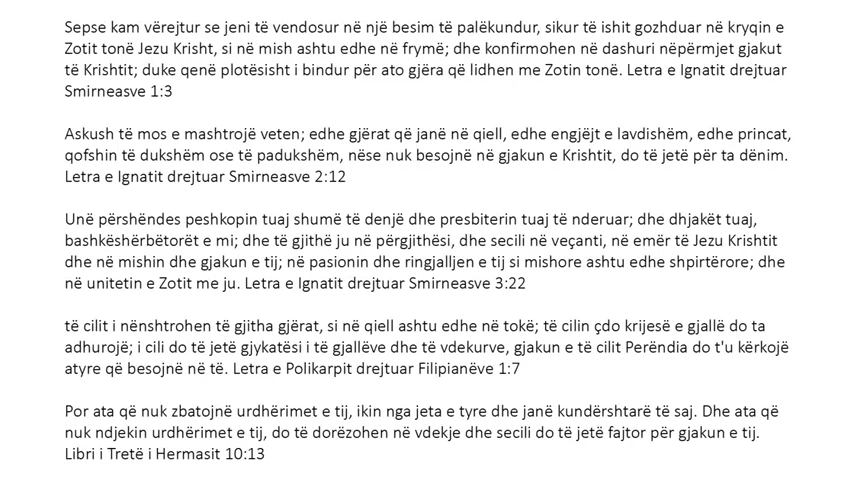 Sepse kam vërejtur se jeni të vendosur në një besim të palëkundur, sikur të ishit gozhduar në kryqin e
Zotit tonë Jezu Krisht, si në mish ashtu edhe në frymë; dhe konfirmohen në dashuri nëpërmjet gjakut
të Krishtit; duke qenë plotësisht i bindur për ato gjëra që lidhen me Zotin tonë. Letra e Ignatit drejtuar
Smirneasve 1:3
Askush të mos e mashtrojë veten; edhe gjërat që janë në qiell, edhe engjëjt e lavdishëm, edhe princat,
qofshin të dukshëm ose të padukshëm, nëse nuk besojnë në gjakun e Krishtit, do të jetë për ta dënim.
Letra e Ignatit drejtuar Smirneasve 2:12
Unë përshëndes peshkopin tuaj shumë të denjë dhe presbiterin tuaj të nderuar; dhe dhjakët tuaj,
bashkëshërbëtorët e mi; dhe të gjithë ju në përgjithësi, dhe secili në veçanti, në emër të Jezu Krishtit
dhe në mishin dhe gjakun e tij; në pasionin dhe ringjalljen e tij si mishore ashtu edhe shpirtërore; dhe
në unitetin e Zotit me ju. Letra e Ignatit drejtuar Smirneasve 3:22
të cilit i nënshtrohen të gjitha gjërat, si në qiell ashtu edhe në tokë; të cilin çdo krijesë e gjallë do ta
adhurojë; i cili do të jetë gjykatësi i të gjallëve dhe të vdekurve, gjakun e të cilit Perëndia do t'u kërkojë
atyre që besojnë në të. Letra e Polikarpit drejtuar Filipianëve 1:7
Por ata që nuk zbatojnë urdhërimet e tij, ikin nga jeta e tyre dhe janë kundërshtarë të saj. Dhe ata që
nuk ndjekin urdhërimet e tij, do të dorëzohen në vdekje dhe secili do të jetë fajtor për gjakun e tij.
Libri i Tretë i Hermasit 10:13